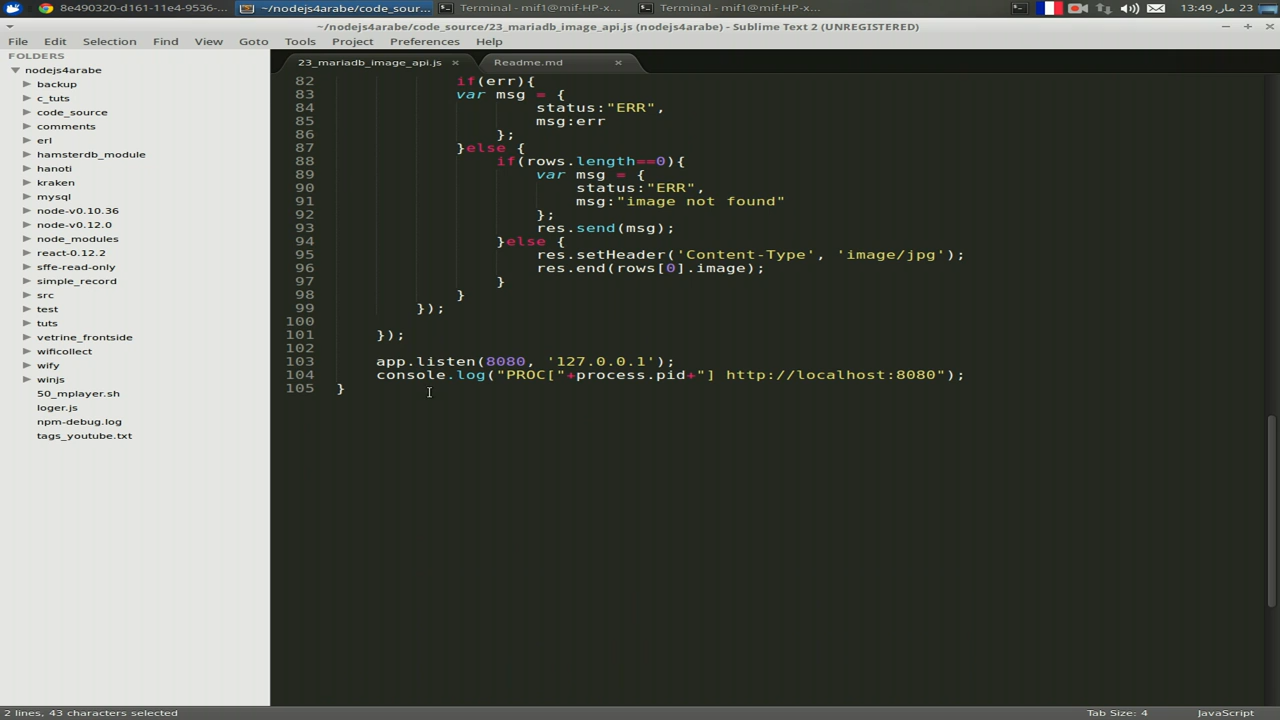 8e490320-d161-11e4-9536-...
~/nodejs4arabe/code_sour...
Terminal - mif1@mif-HP-x...
Terminal - mif1@mif-HP-x...
23 مار, 13:49
~/nodejs4arabe/code_source/23_mariadb_image_api.js (nodejs4arabe) - Sublime Text 2 (UNREGISTERED)
File Edit Selection Find View Goto Tools Project Preferences Help
FOLDERS
nodejs4arabe
backup
c_tuts
code_source
comments
erl
hamsterdb_module
hanoti
kraken
mysql
node-v0.10.36
node-v0.12.0
node_modules
react-0.12.2
sffe-read-only
simple_record
src
test
tuts
vetrine_frontside
wificollect
wify
winjs
50_mplayer.sh
loger.js
npm-debug.log
tags_youtube.txt
23_mariadb_image_api.js × Readme.md ×
82 if(err){
83 var msg = {
84 status:"ERR",
85 msg:err
86 };
87 }else {
88 if(rows.length==0){
89 var msg = {
90 status:"ERR",
91 msg:"image not found"
92 };
93 res.send(msg);
94 }else {
95 res.setHeader('Content-Type', 'image/jpg');
96 res.end(rows[0].image);
97 }
98 }
99 });
100
101 });
102
103 app.listen(8080, '127.0.0.1');
104 console.log("PROC["+process.pid+"] http://localhost:8080");
105 }
2 lines, 43 characters selected
Tab Size: 4
JavaScript